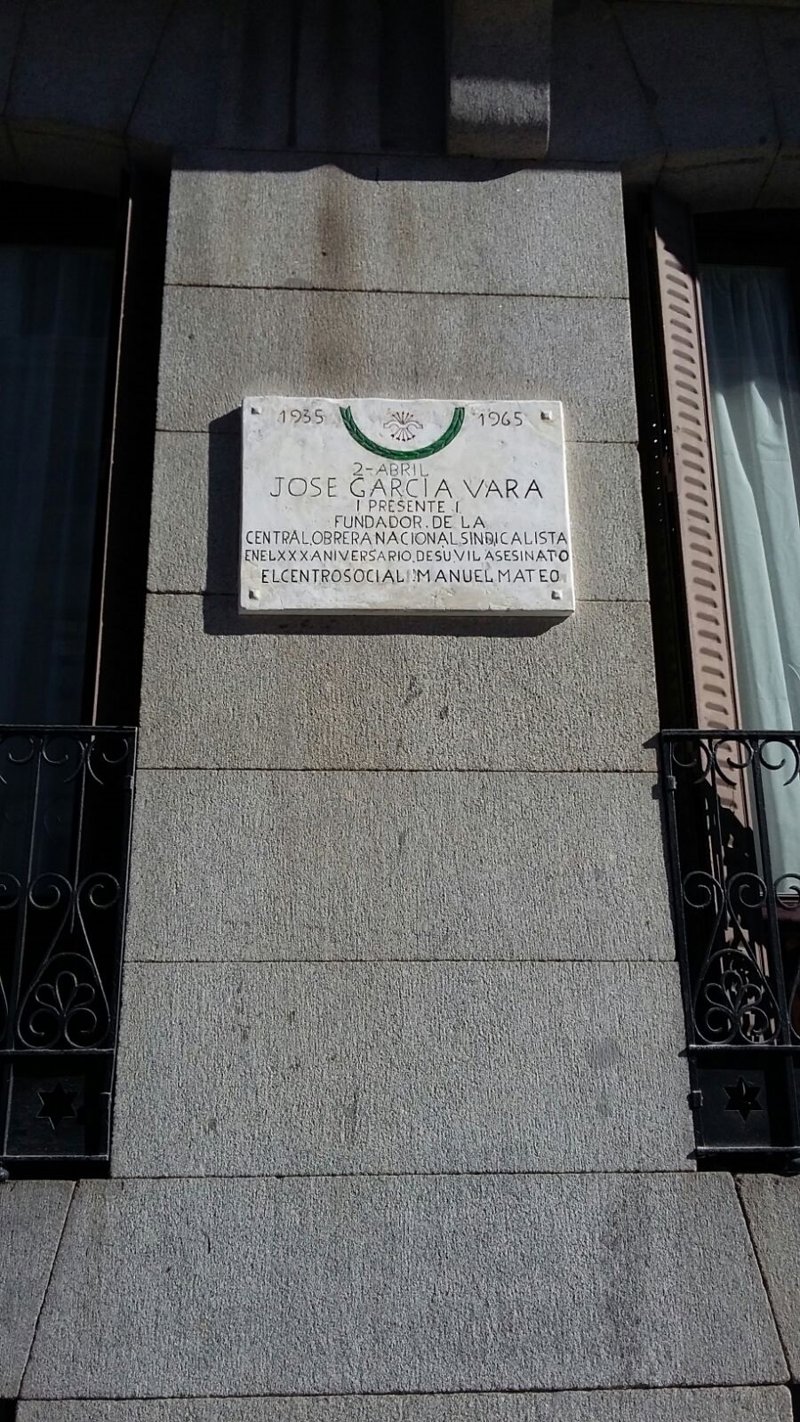 1935 1965
2-ABRIL
JOSE GARCIA VARA
¡ PRESENTE !
FUNDADOR.DE LA
CENTRAL.OBRERA NACIONAL SINDICALISTA
EN EL XXX ANIVERSARIO.DE SU VIL ASESINATO
EL CENTRO SOCIAL "MANUEL MATEO